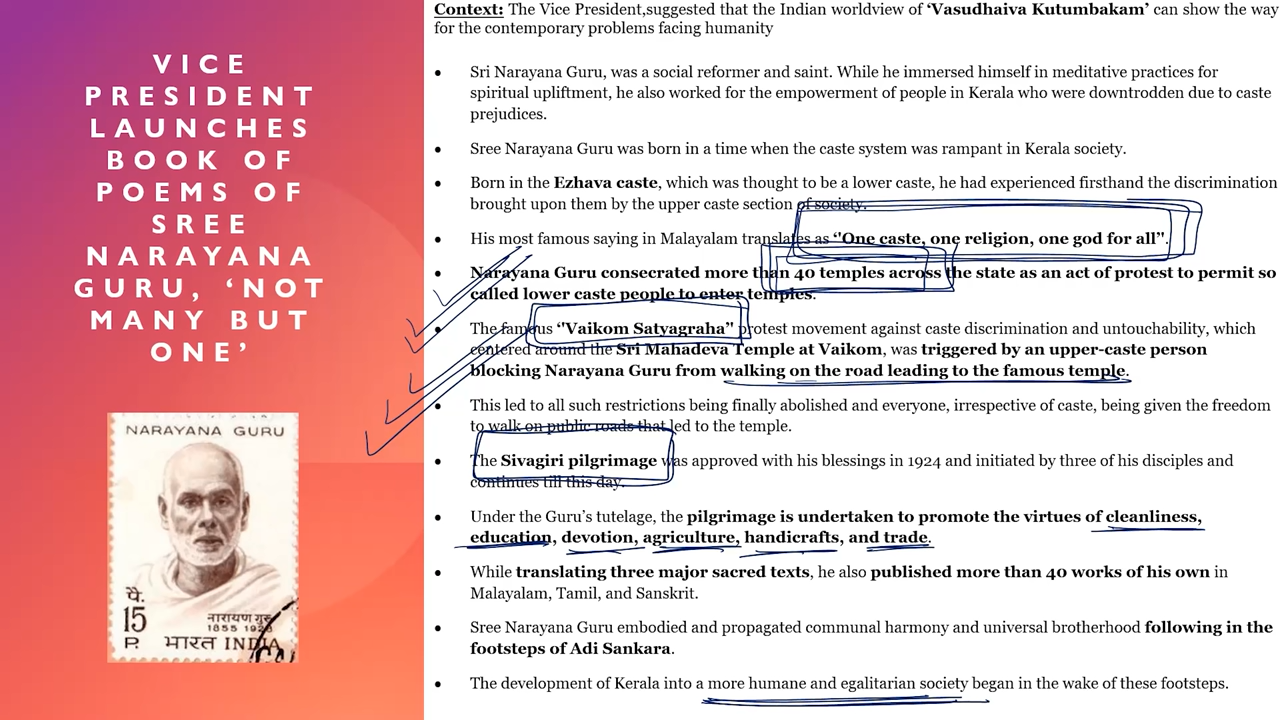 VICE
PRESIDENT
LAUNCHES
BOOK OF
POEMS OF
SREE
NARAYANA
GURU, ‘NOT
MANY BUT
ONE’
NARAYANA GURU
पै.
15
P.
नारायण गुरु
1855 1928
भारत INDIA
Context: The Vice President,suggested that the Indian worldview of ‘Vasudhaiva Kutumbakam’ can show the way
for the contemporary problems facing humanity
• Sri Narayana Guru, was a social reformer and saint. While he immersed himself in meditative practices for
spiritual upliftment, he also worked for the empowerment of people in Kerala who were downtrodden due to caste
prejudices.
• Sree Narayana Guru was born in a time when the caste system was rampant in Kerala society.
• Born in the Ezhava caste, which was thought to be a lower caste, he had experienced firsthand the discrimination
brought upon them by the upper caste section of society.
• His most famous saying in Malayalam translates as ‘‘One caste, one religion, one god for all’’.
• Narayana Guru consecrated more than 40 temples across the state as an act of protest to permit so
called lower caste people to enter temples.
• The famous ‘‘Vaikom Satyagraha’’ protest movement against caste discrimination and untouchability, which
centered around the Sri Mahadeva Temple at Vaikom, was triggered by an upper-caste person
blocking Narayana Guru from walking on the road leading to the famous temple.
• This led to all such restrictions being finally abolished and everyone, irrespective of caste, being given the freedom
to walk on public roads that led to the temple.
• The Sivagiri pilgrimage was approved with his blessings in 1924 and initiated by three of his disciples and
continues till this day.
• Under the Guru’s tutelage, the pilgrimage is undertaken to promote the virtues of cleanliness,
education, devotion, agriculture, handicrafts, and trade.
• While translating three major sacred texts, he also published more than 40 works of his own in
Malayalam, Tamil, and Sanskrit.
• Sree Narayana Guru embodied and propagated communal harmony and universal brotherhood following in the
footsteps of Adi Sankara.
• The development of Kerala into a more humane and egalitarian society began in the wake of these footsteps.